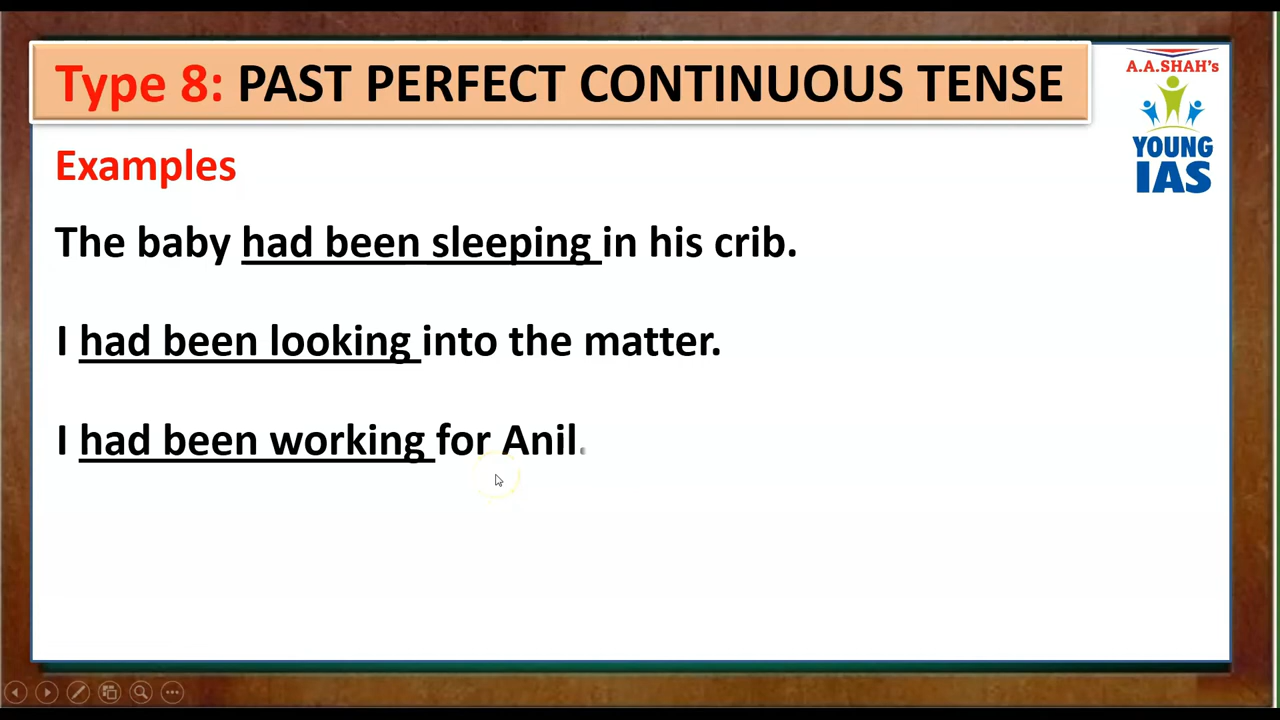 Type 8: PAST PERFECT CONTINUOUS TENSE
A.A.SHAH's
YOUNG
IAS
Examples
The baby had been sleeping in his crib.
I had been looking into the matter.
I had been working for Anil.